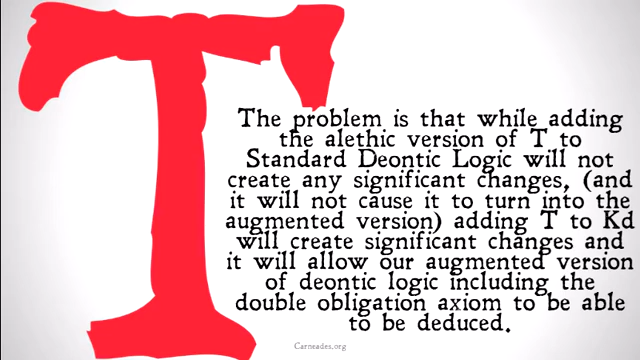 T
The problem is that while adding
the alethic version of T to
Standard Deontic Logic will not
create any significant changes, (and
it will not cause it to turn into the
augmented version) adding T to Kd
will create significant changes and
it will allow our augmented version
of deontic logic including the
double obligation axiom to be able
to be deduced.
Carneades.org